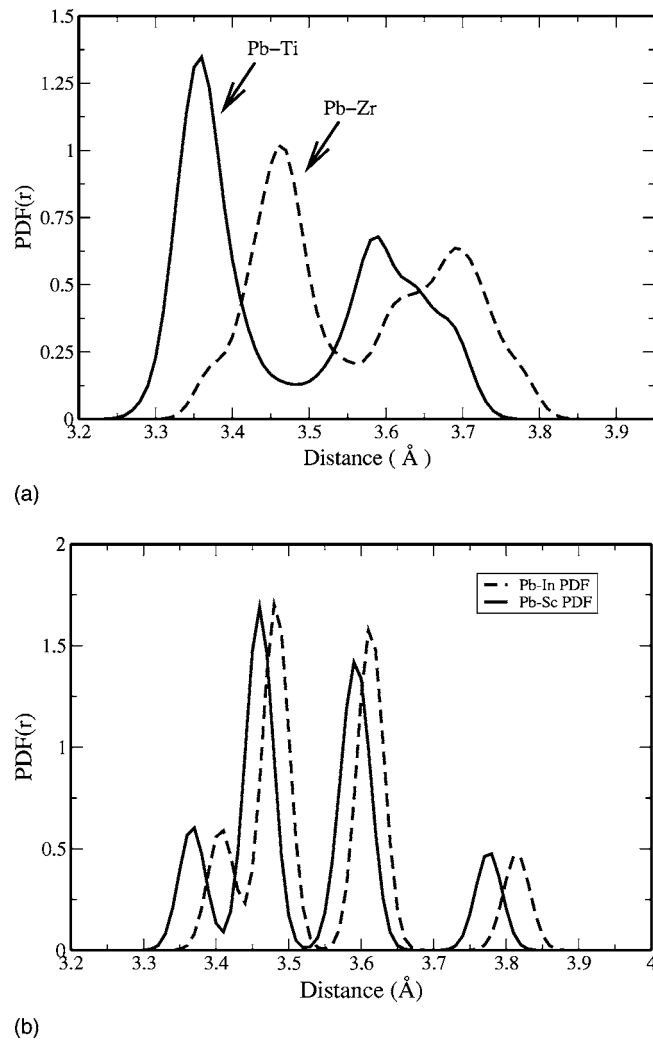 1.5
1.25
1
0.75
0.5
0.25
0
PDF(r)
Pb−Ti
Pb−Zr
3.2 3.3 3.4 3.5 3.6 3.7 3.8 3.9
Distance ( Å )
(a)
2
1.5
1
0.5
0
PDF(r)
Pb-In PDF
Pb-Sc PDF
3.2 3.3 3.4 3.5 3.6 3.7 3.8 3.9 4
Distance (Å)
(b)